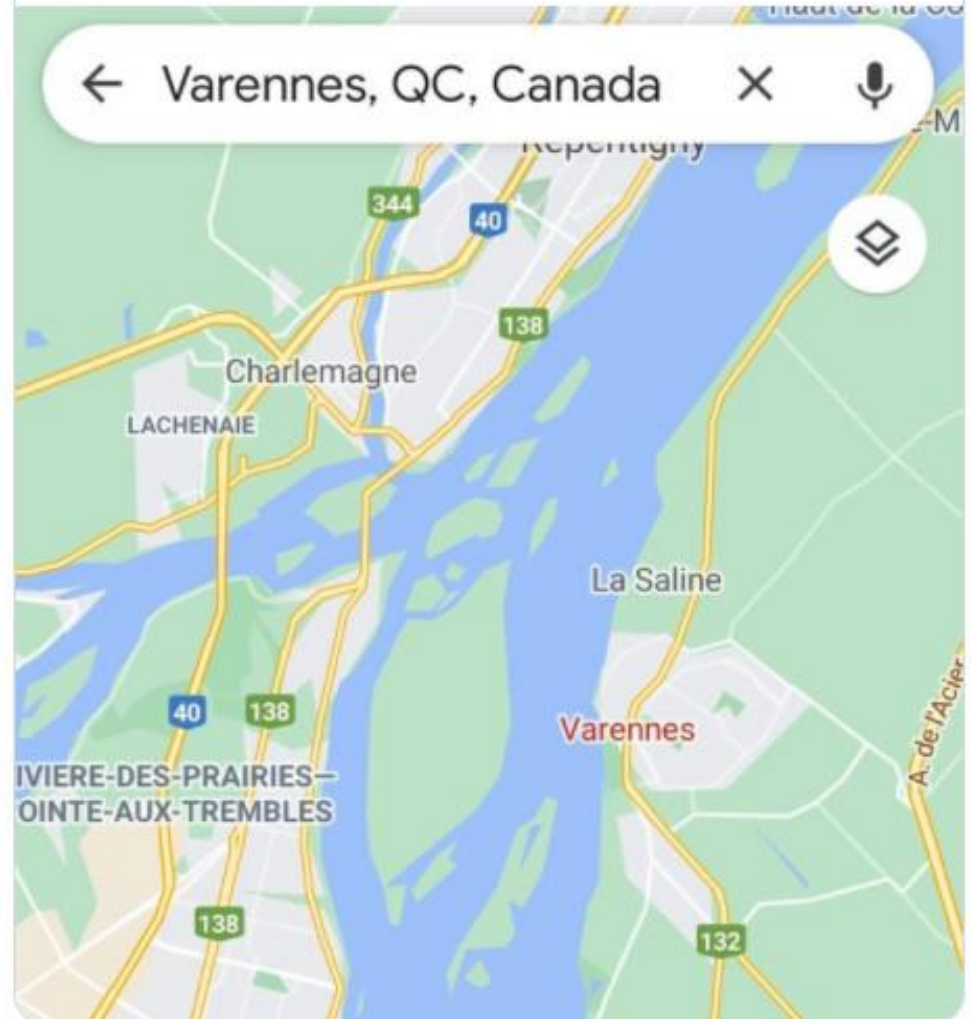 Varennes, QC, Canada
Repentigny
344
40
138
Charlemagne
LACHENAIE
La Saline
40
138
Varennes
A. de l'Acier
IVIERE-DES-PRAIRIES—
OINTE-AUX-TREMBLES
138
132